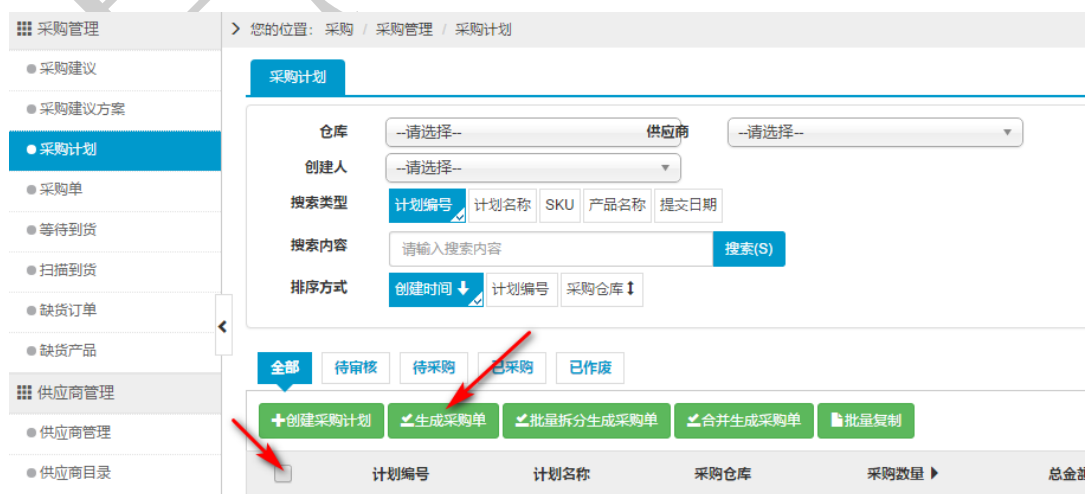 采购管理
采购建议
采购建议方案
采购计划
采购单
等待到货
扫描到货
缺货订单
缺货产品
供应商管理
供应商管理
供应商目录
您的位置: 采购 / 采购管理 / 采购计划
采购计划
仓库 --请选择-- 供应商 --请选择--
创建人 --请选择--
搜索类型 计划编号 计划名称 SKU 产品名称 提交日期
搜索内容 请输入搜索内容 搜索(S)
排序方式 创建时间 计划编号 采购仓库
全部 待审核 待采购 已采购 已作废
创建采购计划 生成采购单 批量拆分生成采购单 合并生成采购单 批量复制
计划编号 计划名称 采购仓库 采购数量 总金